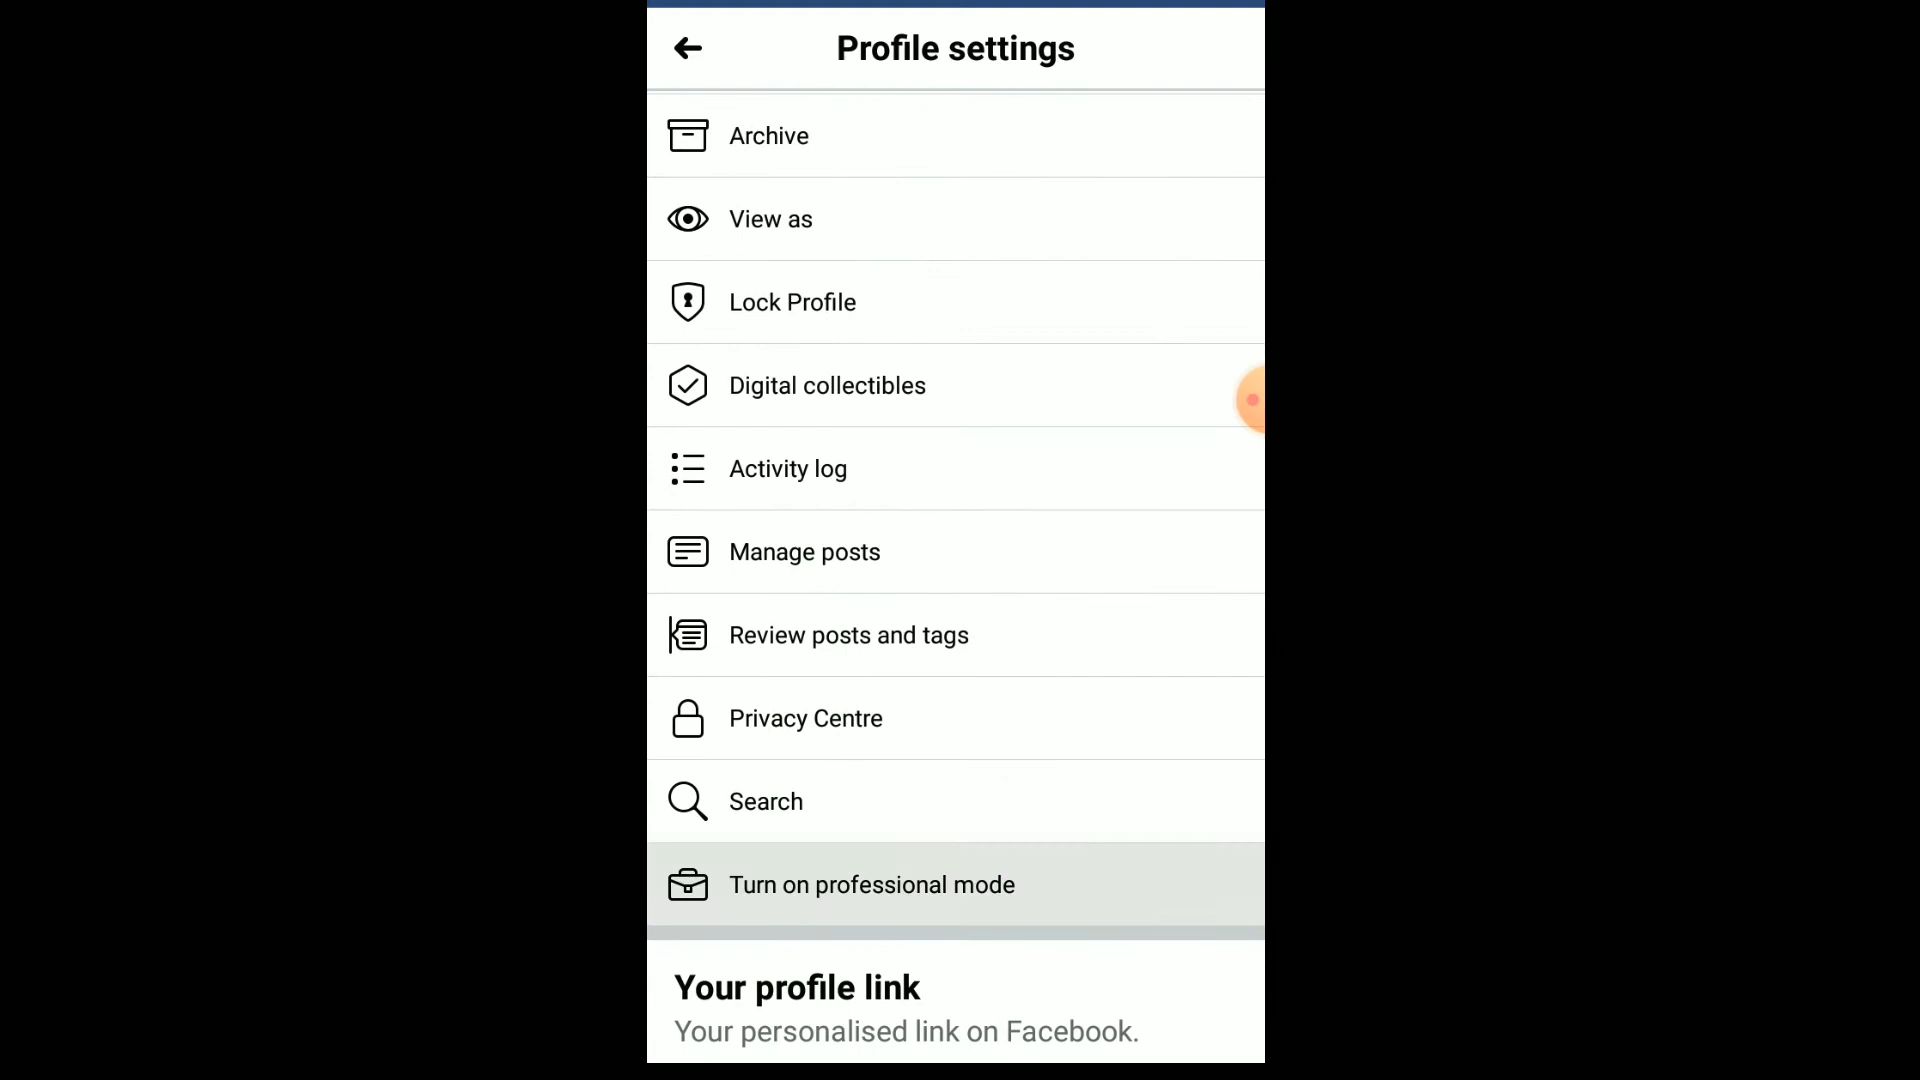 Profile settings
Archive
View as
Lock Profile
Digital collectibles
Activity log
Manage posts
Review posts and tags
Privacy Centre
Search
Turn on professional mode
Your profile link
Your personalised link on Facebook.